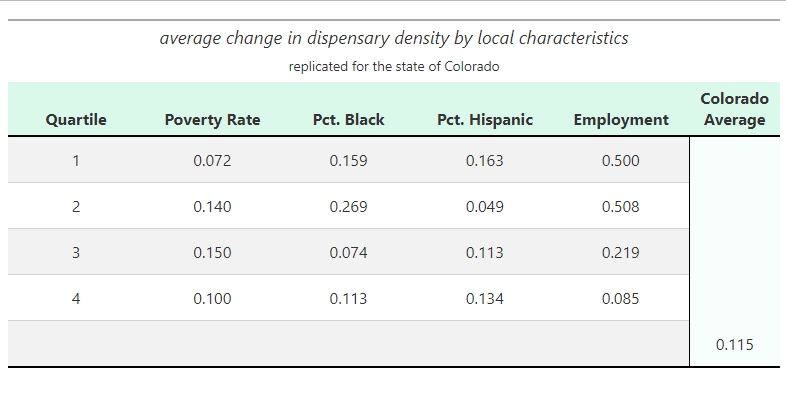 average change in dispensary density by local characteristics
replicated for the state of Colorado
Quartile Poverty Rate Pct. Black Pct. Hispanic Employment Colorado Average
1 0.072 0.159 0.163 0.500
2 0.140 0.269 0.049 0.508
3 0.150 0.074 0.113 0.219
4 0.100 0.113 0.134 0.085
0.115